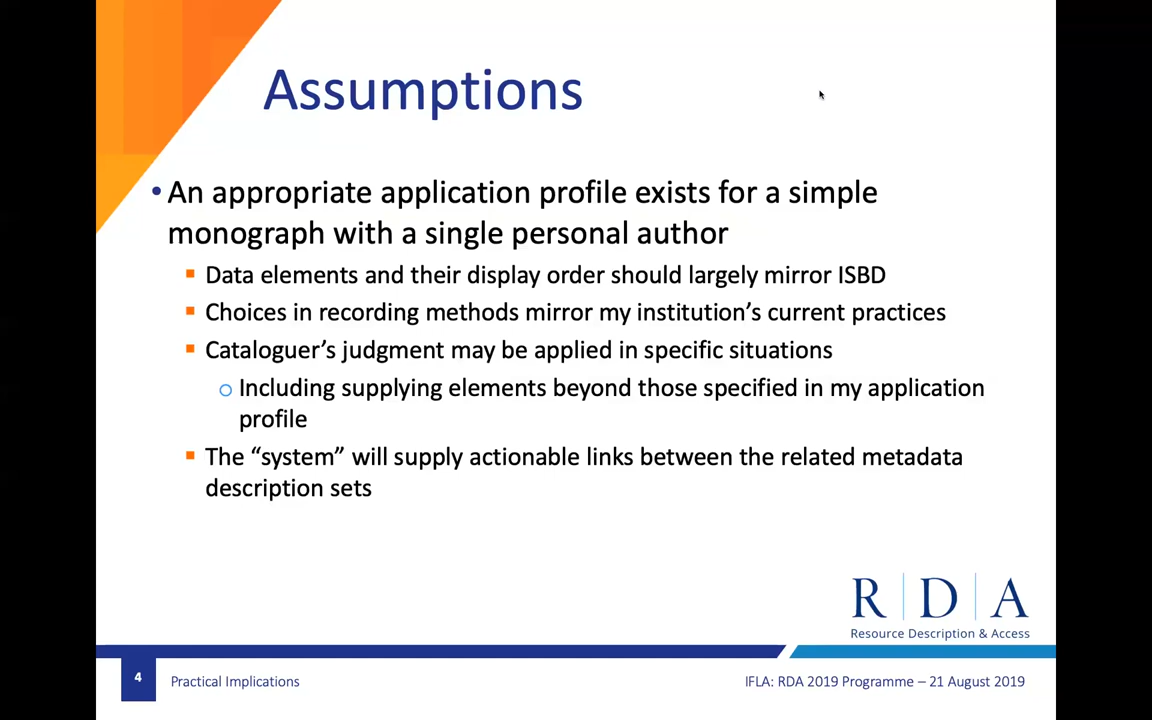 Assumptions
• An appropriate application profile exists for a simple
monograph with a single personal author
▪ Data elements and their display order should largely mirror ISBD
▪ Choices in recording methods mirror my institution’s current practices
▪ Cataloguer’s judgment may be applied in specific situations
○ Including supplying elements beyond those specified in my application
profile
▪ The “system” will supply actionable links between the related metadata
description sets
R | D | A
Resource Description & Access
4
Practical Implications
IFLA: RDA 2019 Programme – 21 August 2019